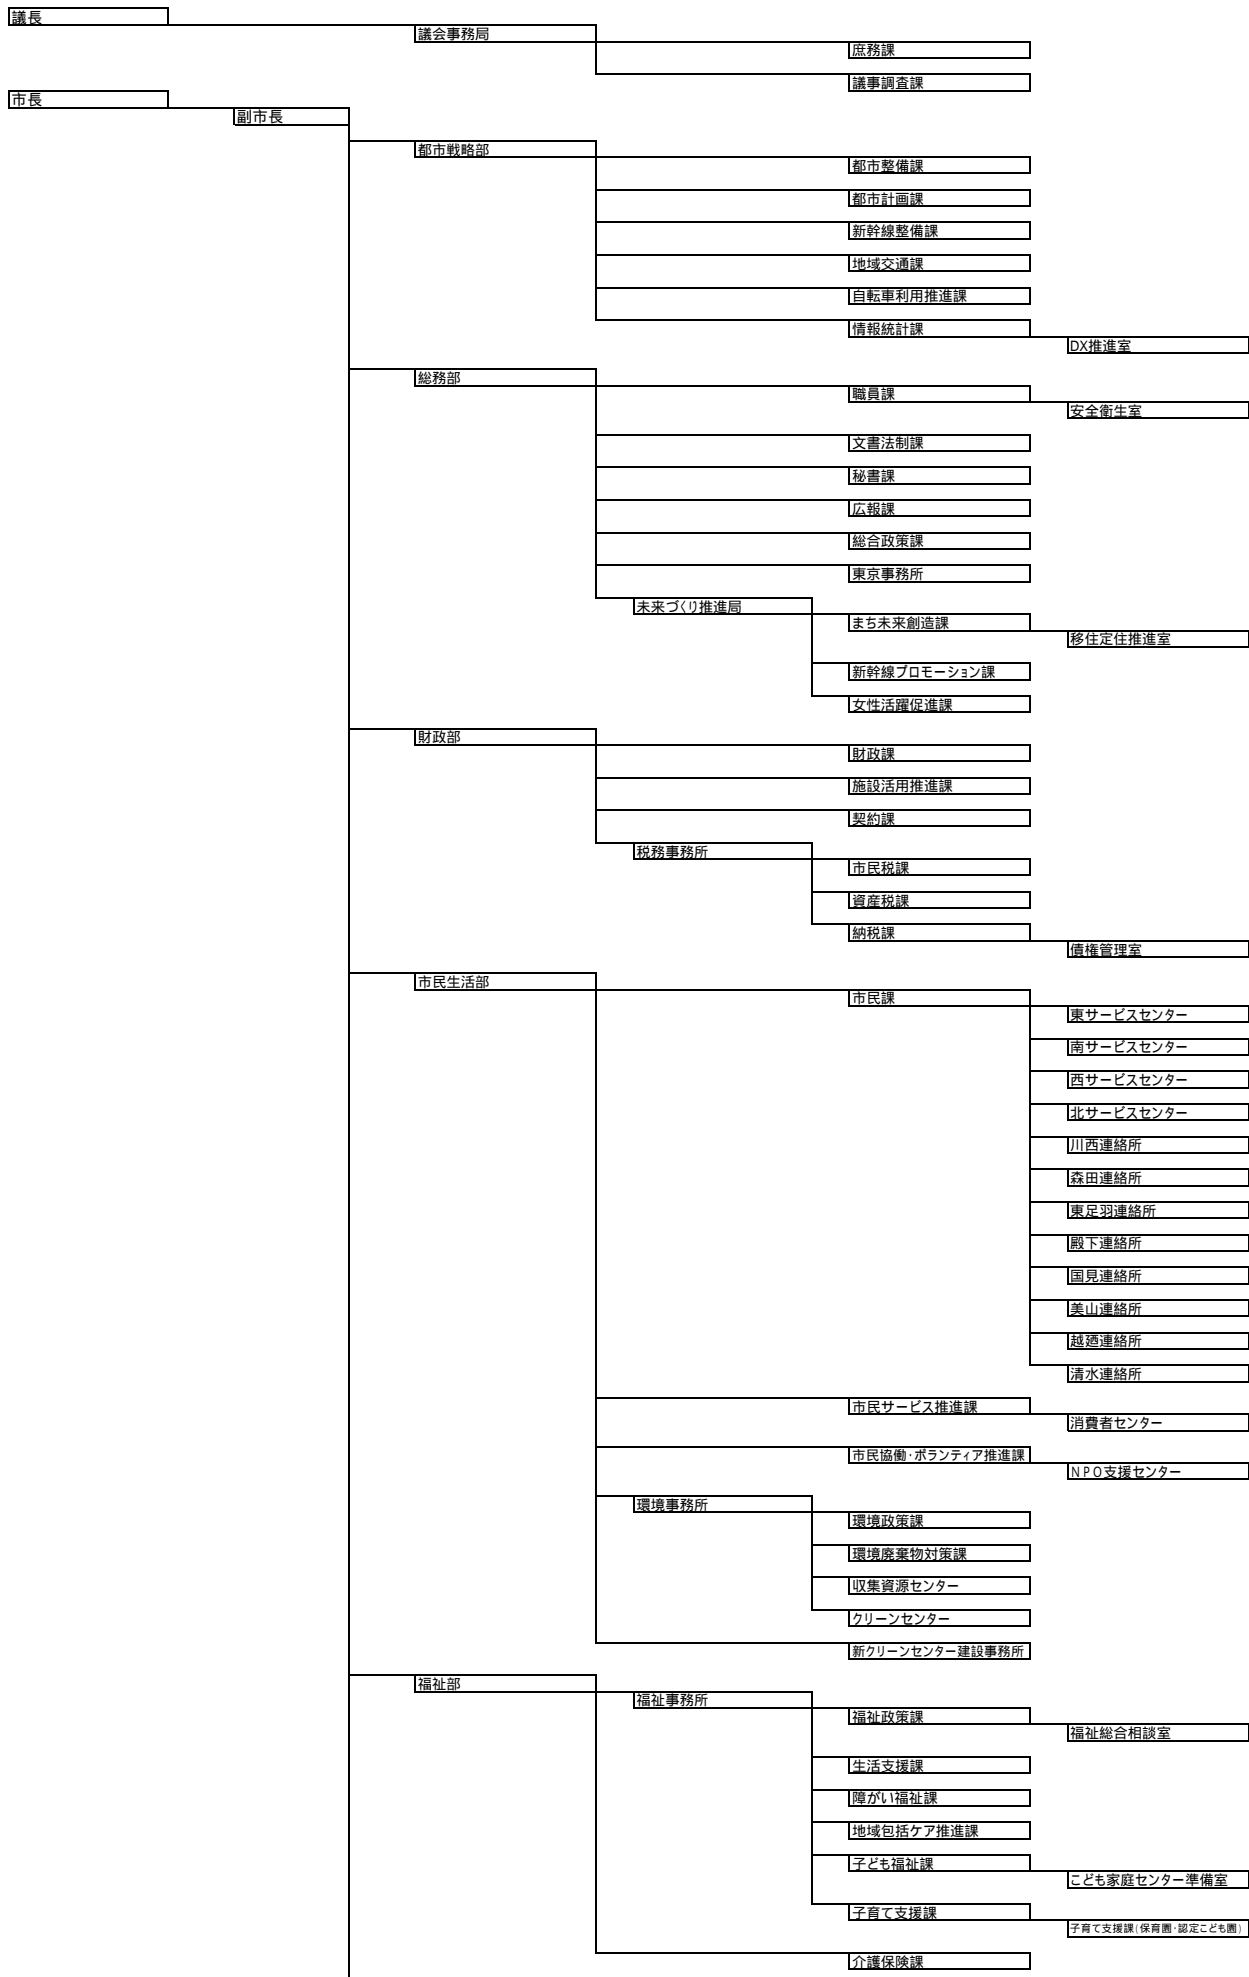 議長
議会事務局
庶務課
議事調査課
市長
副市長
都市戦略部
都市整備課
都市計画課
新幹線整備課
地域交通課
自転車利用推進課
情報統計課
DX推進室
総務部
職員課
安全衛生室
文書法制課
秘書課
広報課
総合政策課
東京事務所
未来づくり推進局
まち未来創造課
移住定住推進室
新幹線プロモーション課
女性活躍促進課
財政部
財政課
施設活用推進課
契約課
税務事務所
市民税課
資産税課
納税課
債権管理室
市民生活部
市民課
東サービスセンター
南サービスセンター
西サービスセンター
北サービスセンター
川西連絡所
森田連絡所
東足羽連絡所
殿下連絡所
国見連絡所
美山連絡所
越廼連絡所
清水連絡所
市民サービス推進課
消費者センター
市民協働・ボランティア推進課
NPO支援センター
環境事務所
環境政策課
環境廃棄物対策課
収集資源センター
クリーンセンター
新クリーンセンター建設事務所
福祉部
福祉事務所
福祉政策課
福祉総合相談室
生活支援課
障がい福祉課
地域包括ケア推進課
子ども福祉課
こども家庭センター準備室
子育て支援課
子育て支援課(保育園・認定こども園)
介護保険課